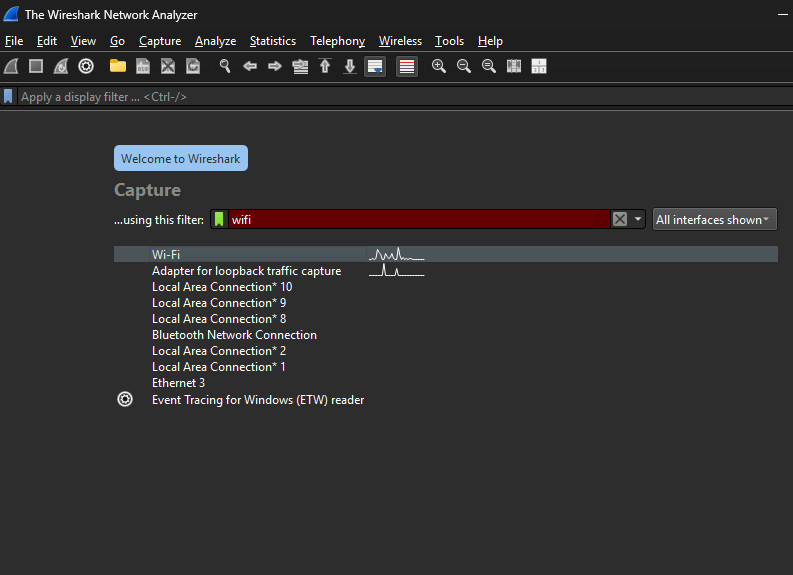 The Wireshark Network Analyzer
File Edit View Go Capture Analyze Statistics Telephony Wireless Tools Help
Apply a display filter ... <Ctrl-/>
Welcome to Wireshark
Capture
...using this filter: wifi All interfaces shown
Wi-Fi
Adapter for loopback traffic capture
Local Area Connection* 10
Local Area Connection* 9
Local Area Connection* 8
Bluetooth Network Connection
Local Area Connection* 2
Local Area Connection* 1
Ethernet 3
Event Tracing for Windows (ETW) reader